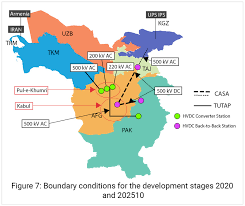 Armenia
IRAN
TRM
UZB
TKM
UPS IPS
KGZ
200 kV AC
220 kV AC
500 kV AC
500 kV AC
TAJ
500 kV DC
Pul-e-Khumri
Kabul
500 kV AC
AFG
PAK
CASA
TUTAP
HVDC Converter Station
HVDC Back-to-Back Station
Figure 7: Boundary conditions for the development stages 2020
and 202510